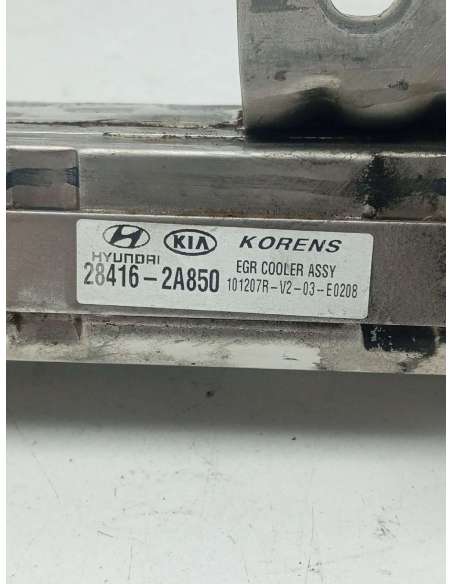 HYUNDAI KIA KORENS
28416-2A850 EGR COOLER ASSY
101207R-V2-03-E0208